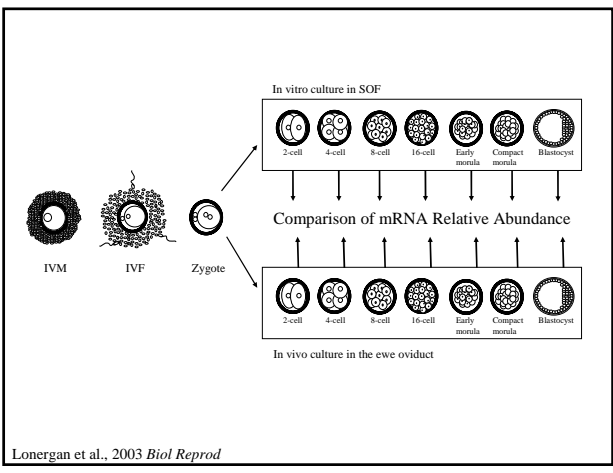 In vitro culture in SOF
2-cell 4-cell 8-cell 16-cell Early morula Compact morula Blastocyst
Comparison of mRNA Relative Abundance
IVM IVF Zygote
2-cell 4-cell 8-cell 16-cell Early morula Compact morula Blastocyst
In vivo culture in the ewe oviduct
Lonergan et al., 2003 Biol Reprod